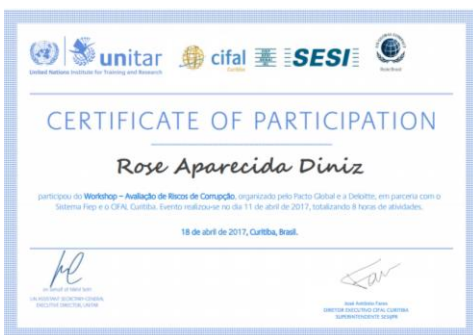 unitar
cifal
Curitiba
SESI
United Nations Institute for Training and Research
CERTIFICATE OF PARTICIPATION
Rose Aparecida Diniz
participou do Workshop – Avaliação de Riscos de Corrupção, organizado pelo Pacto Global e a Deloitte, em parceria com o
Sistema Fiep e o CIFAL Curitiba. Evento realizou-se no dia 11 de abril de 2017, totalizando 8 horas de atividades.
18 de abril de 2017, Curitiba, Brasil.
UN ASSISTANT SECRETARY-GENERAL
EXECUTIVE DIRECTOR, UNITAR
José Antônio Fares
DIRETOR EXECUTIVO CIFAL CURITIBA
SUPERINTENDENTE SESI/PR